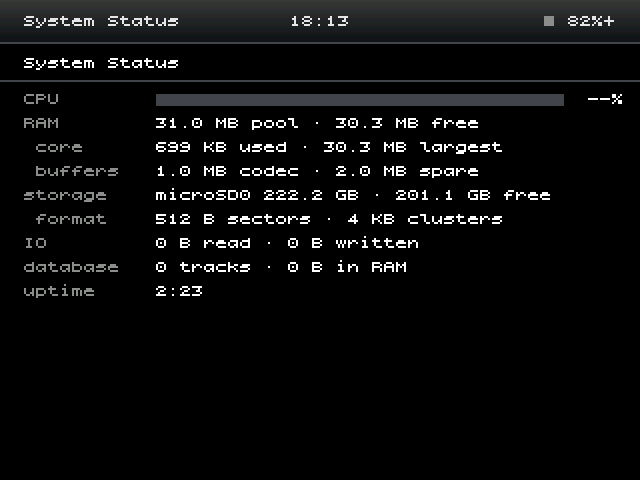 System Status 18:13 82%+
System Status
CPU --%
RAM 31.0 MB pool · 30.3 MB free
core 699 KB used · 30.3 MB largest
buffers 1.0 MB codec · 2.0 MB spare
storage microSD0 222.2 GB · 201.1 GB free
format 512 B sectors · 4 KB clusters
IO 0 B read · 0 B written
database 0 tracks · 0 B in RAM
uptime 2:23